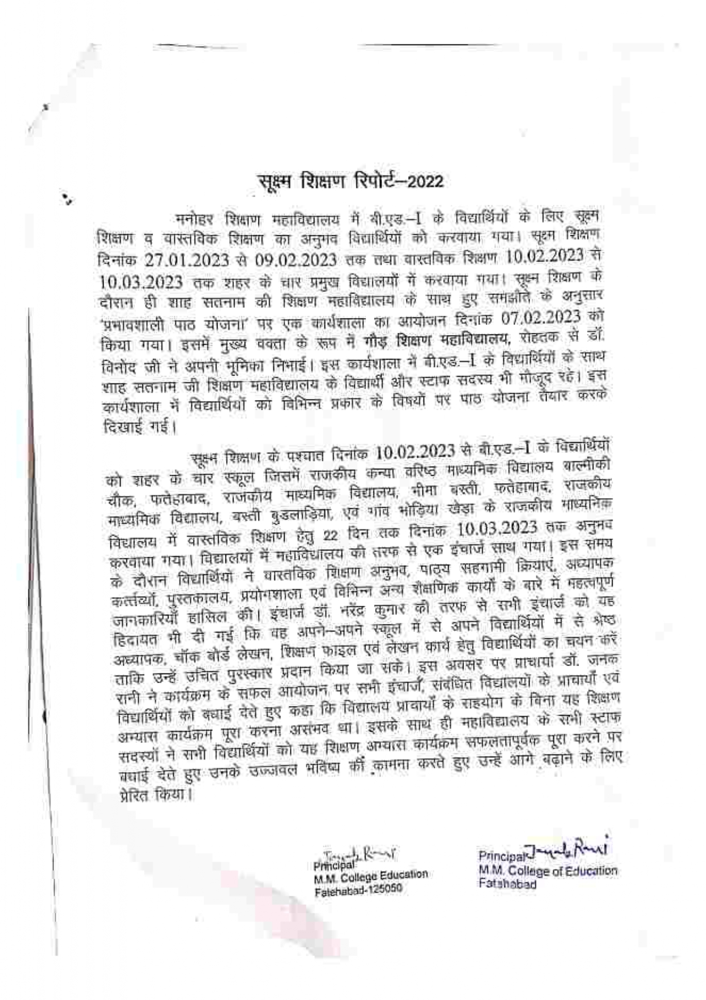 सूक्ष्म शिक्षण रिपोर्ट–2022
मनोहर शिक्षण महाविद्यालय में बी.एड.–I के विद्यार्थियों के लिए सूक्ष्म
शिक्षण व वास्तविक शिक्षण का अनुभव विद्यार्थियों को करवाया गया। सूक्ष्म शिक्षण
दिनांक 27.01.2023 से 09.02.2023 तक तथा वास्तविक शिक्षण 10.02.2023 से
10.03.2023 तक शहर के चार प्रमुख विद्यालयों में करवाया गया। सूक्ष्म शिक्षण के
दौरान ही शाह सतनाम की शिक्षण महाविद्यालय के साथ हुए समझौते के अनुसार
'प्रभावशाली पाठ योजना' पर एक कार्यशाला का आयोजन दिनांक 07.02.2023 को
किया गया। इसमें मुख्य वक्ता के रूप में गौड़ शिक्षण महाविद्यालय, रोहतक से डॉ.
विनोद जी ने अपनी भूमिका निभाई। इस कार्यशाला में बी.एड.–I के विद्यार्थियों के साथ
शाह सतनाम जी शिक्षण महाविद्यालय के विद्यार्थी और स्टाफ सदस्य भी मौजूद रहे। इस
कार्यशाला में विद्यार्थियों को विभिन्न प्रकार के विषयों पर पाठ योजना तैयार करके
दिखाई गई।
सूक्ष्म शिक्षण के पश्चात दिनांक 10.02.2023 से बी.एड.–I के विद्यार्थियों
को शहर के चार स्कूल जिसमें राजकीय कन्या वरिष्ठ माध्यमिक विद्यालय बाल्मीकी
चौक, फतेहाबाद, राजकीय माध्यमिक विद्यालय, भीमा बस्ती, फतेहाबाद, राजकीय
माध्यमिक विद्यालय, बस्ती बुडलाड़िया, एवं गांव भोड़िया खेड़ा के राजकीय माध्यमिक
विद्यालय में वास्तविक शिक्षण हेतु 22 दिन तक दिनांक 10.03.2023 तक अनुभव
करवाया गया। विद्यालयों में महाविद्यालय की तरफ से एक इंचार्ज साथ गया। इस समय
के दौरान विद्यार्थियों ने वास्तविक शिक्षण अनुभव, पाठ्य सहगामी क्रियाएं, अध्यापक
कर्त्तव्यों, पुस्तकालय, प्रयोगशाला एवं विभिन्न अन्य शैक्षणिक कार्यों के बारे में महत्वपूर्ण
जानकारियाँ हासिल की। इंचार्ज डॉ. नरेंद्र कुमार की तरफ से सभी इंचार्ज को यह
हिदायत भी दी गई कि वह अपने–अपने स्कूल में से अपने विद्यार्थियों में से श्रेष्ठ
अध्यापक, चॉक बोर्ड लेखन, शिक्षण फाइल एवं लेखन कार्य हेतु विद्यार्थियों का चयन करें
ताकि उन्हें उचित पुरस्कार प्रदान किया जा सके। इस अवसर पर प्राचार्या डॉ. जनक
रानी ने कार्यक्रम के सफल आयोजन पर सभी इंचार्ज, संबंधित विद्यालयों के प्राचार्यों एवं
विद्यार्थियों को बधाई देते हुए कहा कि विद्यालय प्राचार्यों के सहयोग के बिना यह शिक्षण
अभ्यास कार्यक्रम पूरा करना असंभव था। इसके साथ ही महाविद्यालय के सभी स्टाफ
सदस्यों ने सभी विद्यार्थियों को यह शिक्षण अभ्यास कार्यक्रम सफलतापूर्वक पूरा करने पर
बधाई देते हुए उनके उज्जवल भविष्य की कामना करते हुए उन्हें आगे बढ़ाने के लिए
प्रेरित किया।
Janak Rani
Principal
M.M. College Education
Fatehabad-125050
Principal Janak Rani
M.M. College of Education
Fatehabad